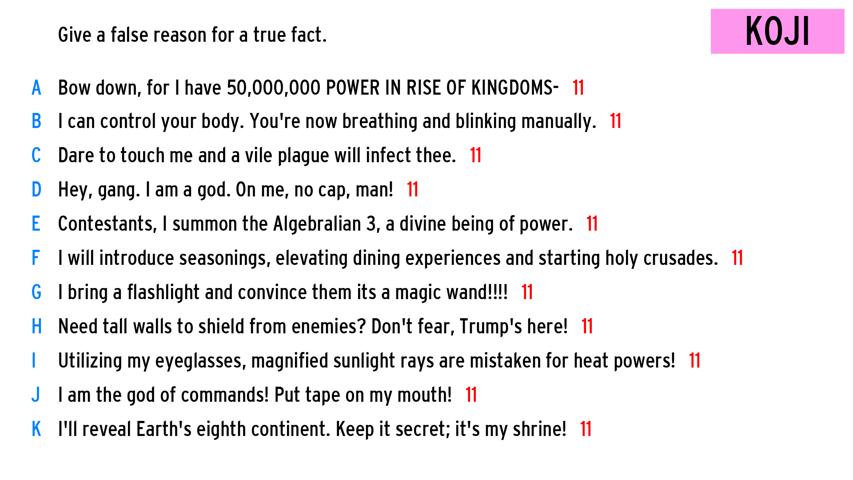 Give a false reason for a true fact.
KOJI
A Bow down, for I have 50,000,000 POWER IN RISE OF KINGDOMS- 11
B I can control your body. You're now breathing and blinking manually. 11
C Dare to touch me and a vile plague will infect thee. 11
D Hey, gang. I am a god. On me, no cap, man! 11
E Contestants, I summon the Algebralian 3, a divine being of power. 11
F I will introduce seasonings, elevating dining experiences and starting holy crusades. 11
G I bring a flashlight and convince them its a magic wand!!!! 11
H Need tall walls to shield from enemies? Don't fear, Trump's here! 11
I Utilizing my eyeglasses, magnified sunlight rays are mistaken for heat powers! 11
J I am the god of commands! Put tape on my mouth! 11
K I'll reveal Earth's eighth continent. Keep it secret; it's my shrine! 11